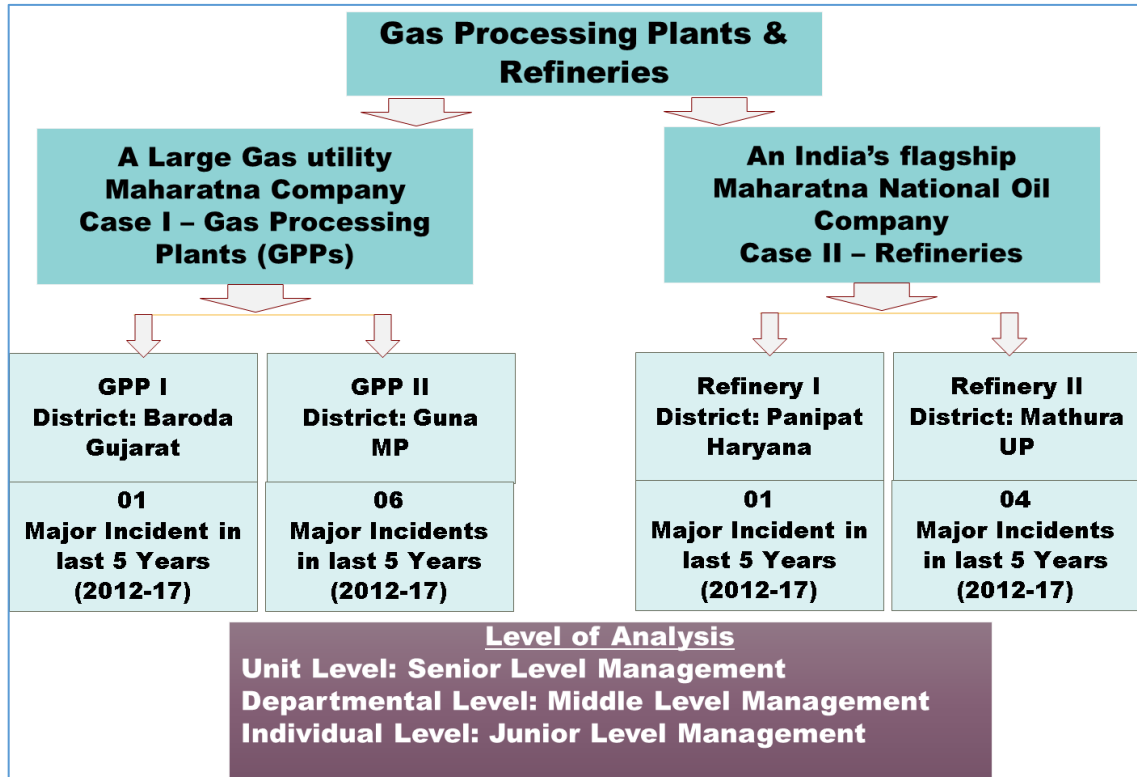 Gas Processing Plants &
Refineries
A Large Gas utility
Maharatna Company
Case I – Gas Processing
Plants (GPPs)
An India’s flagship
Maharatna National Oil
Company
Case II – Refineries
GPP I
District: Baroda
Gujarat
GPP II
District: Guna
MP
Refinery I
District: Panipat
Haryana
Refinery II
District: Mathura
UP
01
Major Incident in
last 5 Years
(2012-17)
06
Major Incidents
in last 5 Years
(2012-17)
01
Major Incident in
last 5 Years
(2012-17)
04
Major Incidents
in last 5 Years
(2012-17)
Level of Analysis
Unit Level: Senior Level Management
Departmental Level: Middle Level Management
Individual Level: Junior Level Management